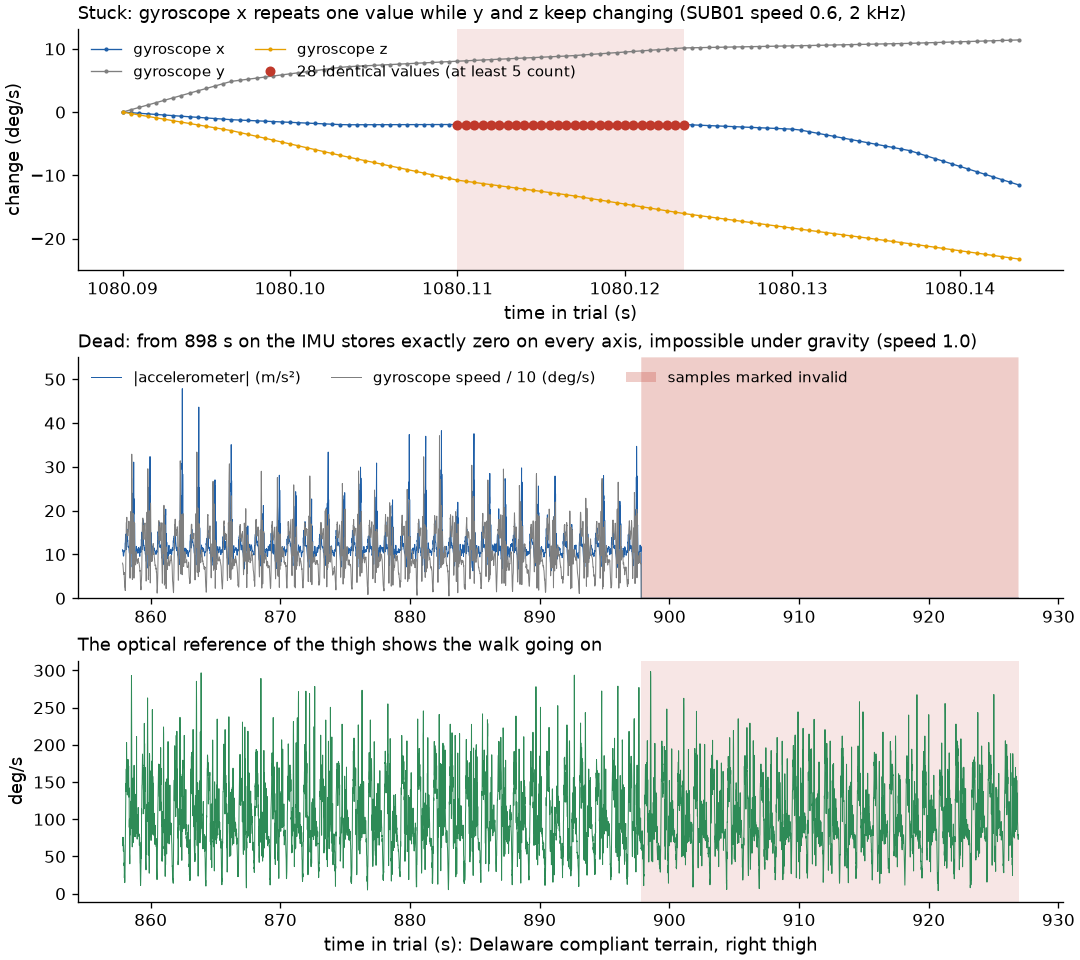 Stuck: gyroscope x repeats one value while y and z keep changing (SUB01 speed 0.6, 2 kHz)
gyroscope x
gyroscope z
gyroscope y
28 identical values (at least 5 count)
change (deg/s)
10
0
−10
−20
1080.09 1080.10 1080.11 1080.12 1080.13 1080.14
time in trial (s)
Dead: from 898 s on the IMU stores exactly zero on every axis, impossible under gravity (speed 1.0)
|accelerometer| (m/s²)
gyroscope speed / 10 (deg/s)
samples marked invalid
50
40
30
20
10
0
860 870 880 890 900 910 920 930
The optical reference of the thigh shows the walk going on
deg/s
300
250
200
150
100
50
0
860 870 880 890 900 910 920 930
time in trial (s): Delaware compliant terrain, right thigh